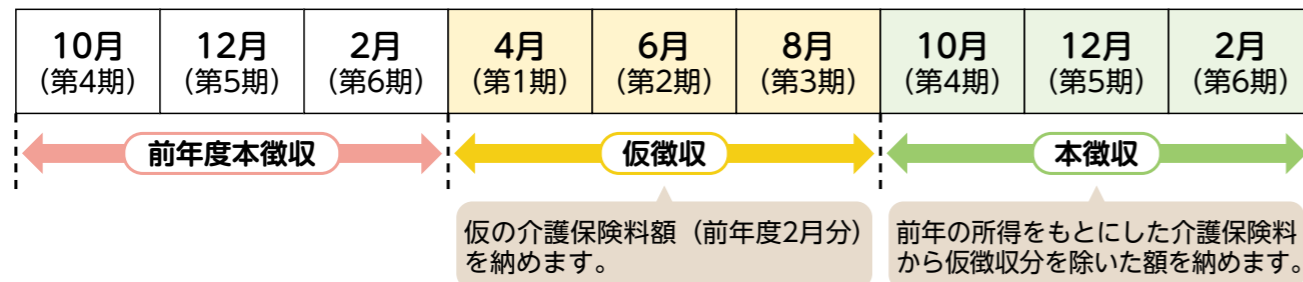 10月 12月 2月 4月 6月 8月 10月 12月 2月
(第4期) (第5期) (第6期) (第1期) (第2期) (第3期) (第4期) (第5期) (第6期)
前年度本徴収 仮徴収 本徴収
仮の介護保険料額（前年度2月分）
を納めます。
前年の所得をもとにした介護保険料
から仮徴収分を除いた額を納めます。